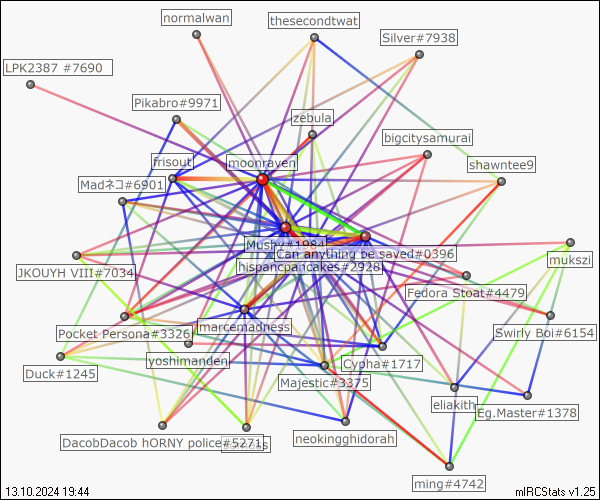 normalwan
thesecondtwat
Silver#7938
LPK2387 #7690
Pikabro#9971
zebula
bigcitysamurai
frisout
moonraven
shawntee9
Madネコ#6901
Mushy#1984
Can anything be saved#0396
mukszi
JKOUYH VIII#7034
hispancpancakes#2928
Fedora Stoat#4479
Pocket Persona#3326
marcemadness
Swirly Boi#6154
yoshimanden
Cypha#1717
Duck#1245
Majestic#3375
eliakith
Eg.Master#1378
DacobDacob hORNY police#5271
neokingghidorah
ming#4742
13.10.2024 19:44
mIRCStats v1.25